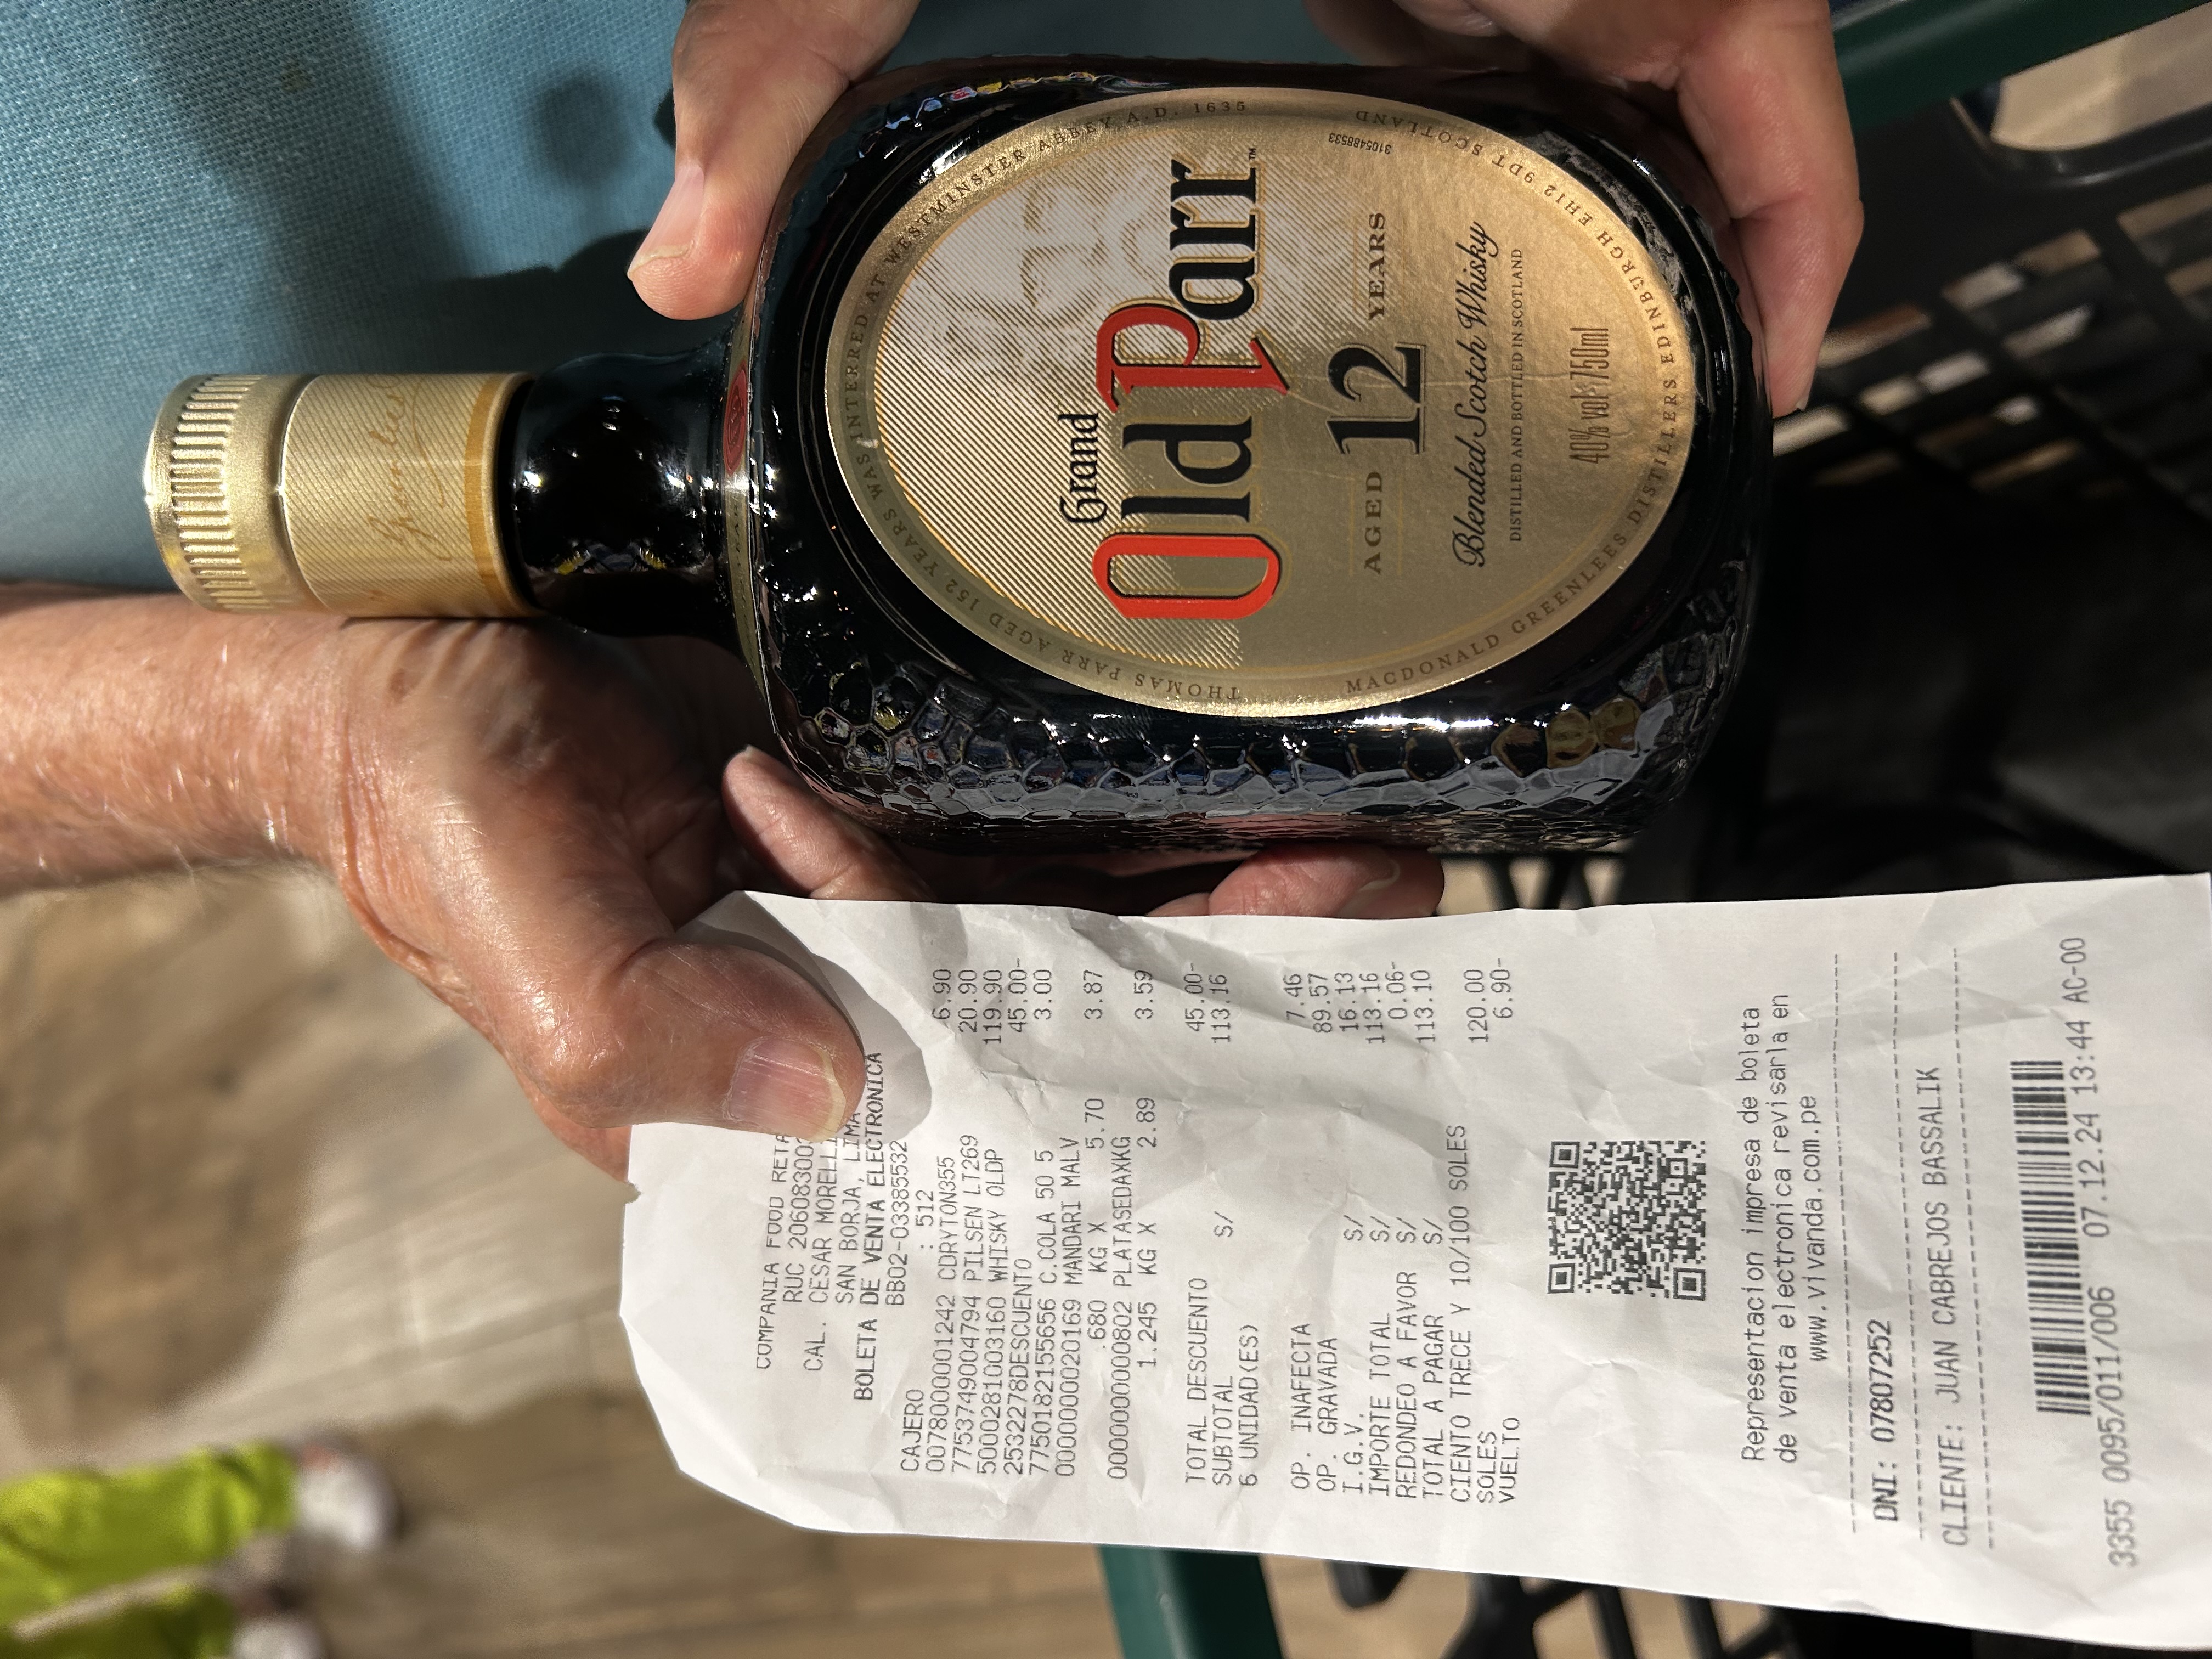 COMPANIA FOOD
RUC 2060830
CAL. CESAR MORELLI
SAN BORJA, LIMA
BOLETA DE VENTA ELECTRONICA
BB02-03385532
CAJERO : 512
0078000001242 CDRYTON355 6.90
7753749004794 PILSEN LT269 20.90
5000281003160 WHISKY OLDP 119.90
2532278DESCUENTO 45.00-
7750182155656 C.COLA 50 5 3.00
0000000020169 MANDARI MALV
.680 KG X 5.70 3.87
0000090000802 PLATASEDAXKG
1.245 KG X 2.89 3.59
TOTAL DESCUENTO 45.00-
SUBTOTAL S/ 113.16
6 UNIDAD(ES)
OP. INAFECTA 7.46
OP. GRAVADA 89.57
I.G.V. S/ 16.13
IMPORTE TOTAL S/ 113.16
REDONDEO A FAVOR S/ 0.06-
TOTAL A PAGAR S/ 113.10
CIENTO TRECE Y 10/100 SOLES
SOLES 120.00
VUELTO 6.90-
Representacion impresa de boleta
de venta electronica revisarla en
www.vivanda.com.pe
DNI: 07807252
CLIENTE: JUAN CABREJOS BASSALIK
3355 0095/011/006 07.12.24 13:44 AC-00
THOMAS PARR AGED 152 YEARS WAS INTERRED AT WESTMINSTER ABBEY A.D. 1635
Grand
Old Parr™
AGED 12 YEARS
Blended Scotch Whisky
DISTILLED AND BOTTLED IN SCOTLAND
40% vol 750ml
MACDONALD GREENLEES DISTILLERS EDINBURGH EH12 9DT SCOTLAND
3105488533